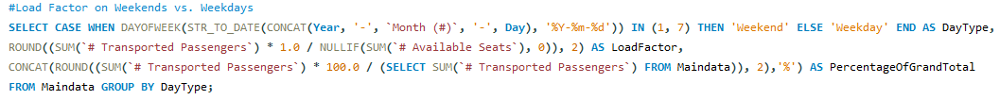 #Load Factor on Weekends vs. Weekdays
SELECT CASE WHEN DAYOFWEEK(STR_TO_DATE(CONCAT(Year, '-', `Month (#)`, '-', Day), '%Y-%m-%d')) IN (1, 7) THEN 'Weekend' ELSE 'Weekday' END AS DayType,
ROUND((SUM(`# Transported Passengers`) * 1.0 / NULLIF(SUM(`# Available Seats`), 0)), 2) AS LoadFactor,
CONCAT(ROUND((SUM(`# Transported Passengers`) * 100.0 / (SELECT SUM(`# Transported Passengers`) FROM Maindata)), 2),'%') AS PercentageOfGrandTotal
FROM Maindata GROUP BY DayType;